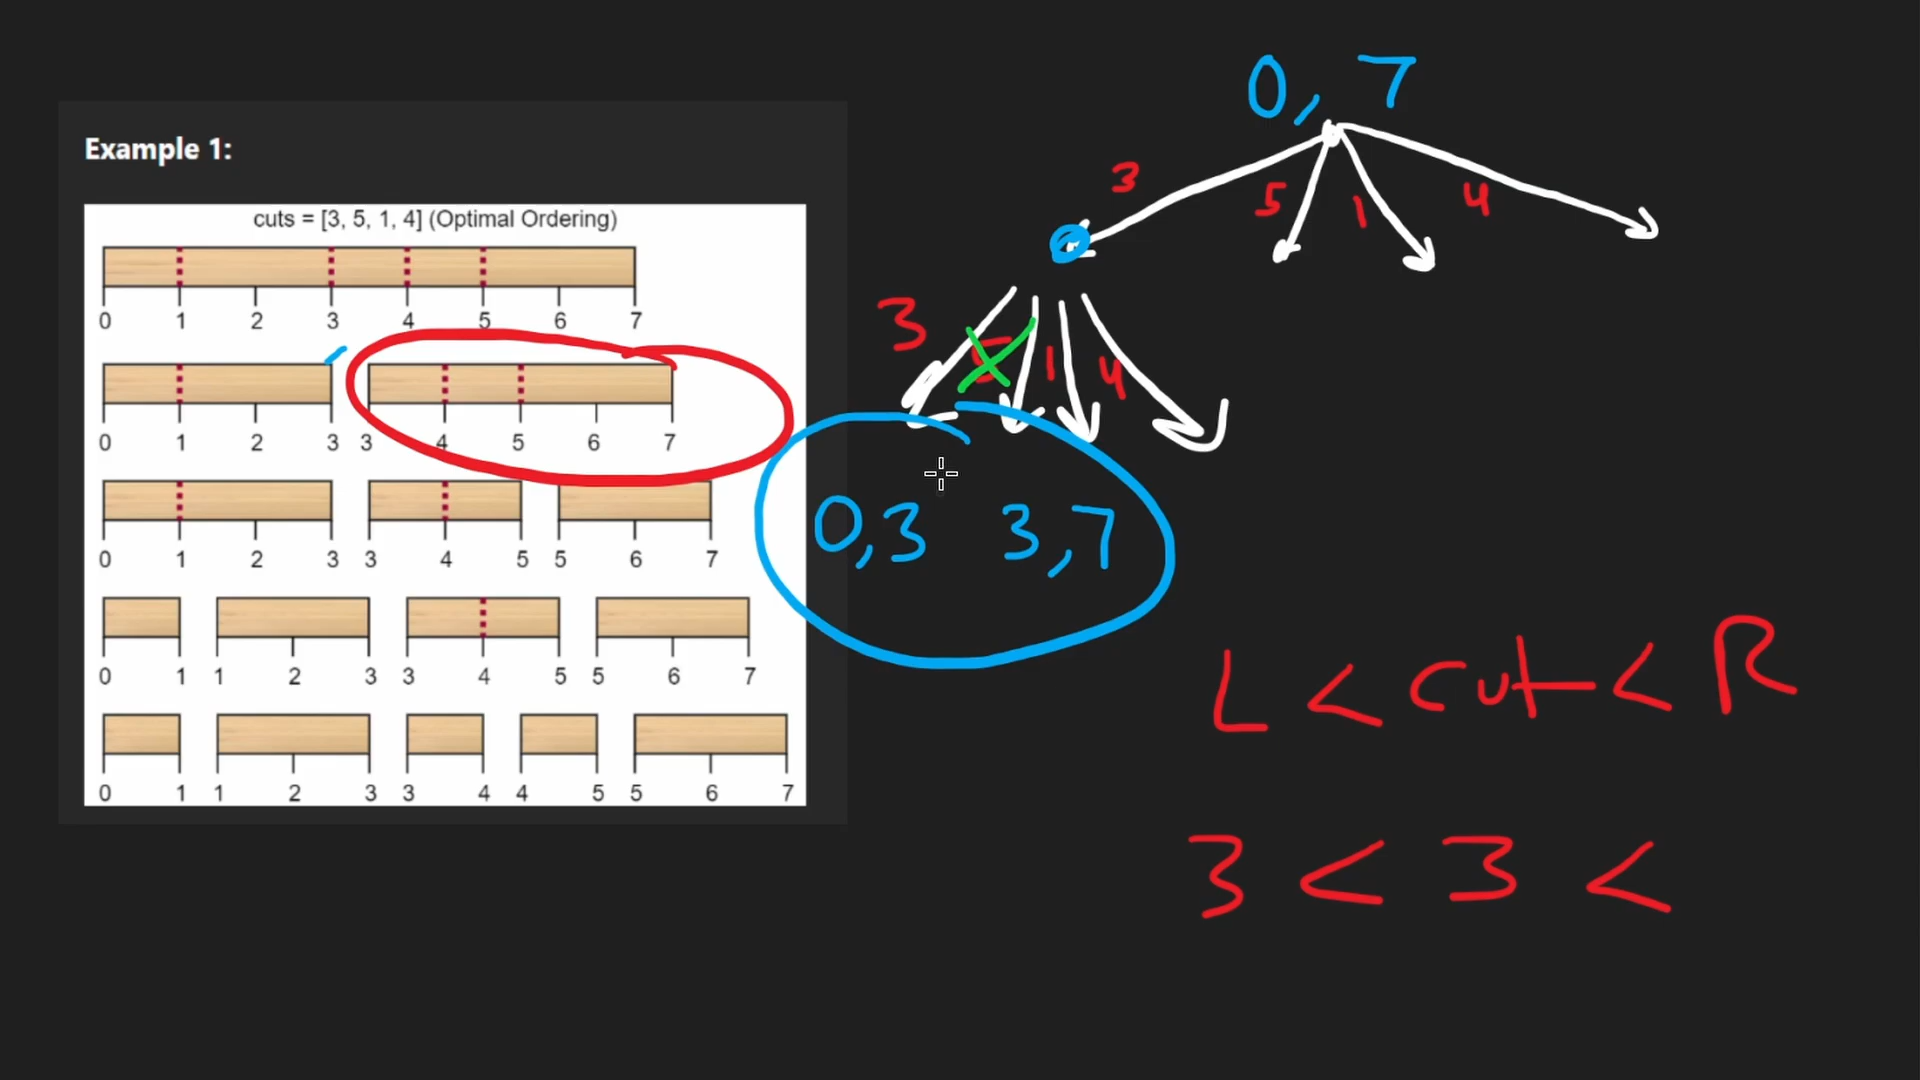 Example 1:
cuts = [3, 5, 1, 4] (Optimal Ordering)
0 1 2 3 4 5 6 7
0 1 2 3 3 4 5 6 7
0 1 2 3 3 4 5 5 6 7
0 1 1 2 3 3 4 5 5 6 7
0 1 1 2 3 3 4 4 5 5 6 7
0, 7
3 5 1 4
3 5 1 4
0,3 3,7
L < cut < R
3 < 3 <